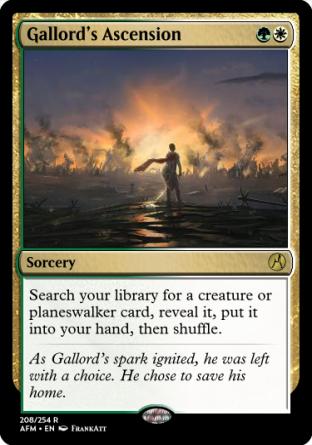 Gallord's Ascension
Sorcery
Search your library for a creature or
planeswalker card, reveal it, put it
into your hand, then shuffle.
As Gallord's spark ignited, he was left
with a choice. He chose to save his
home.
208/254 R
AFM • EN FRANKATT